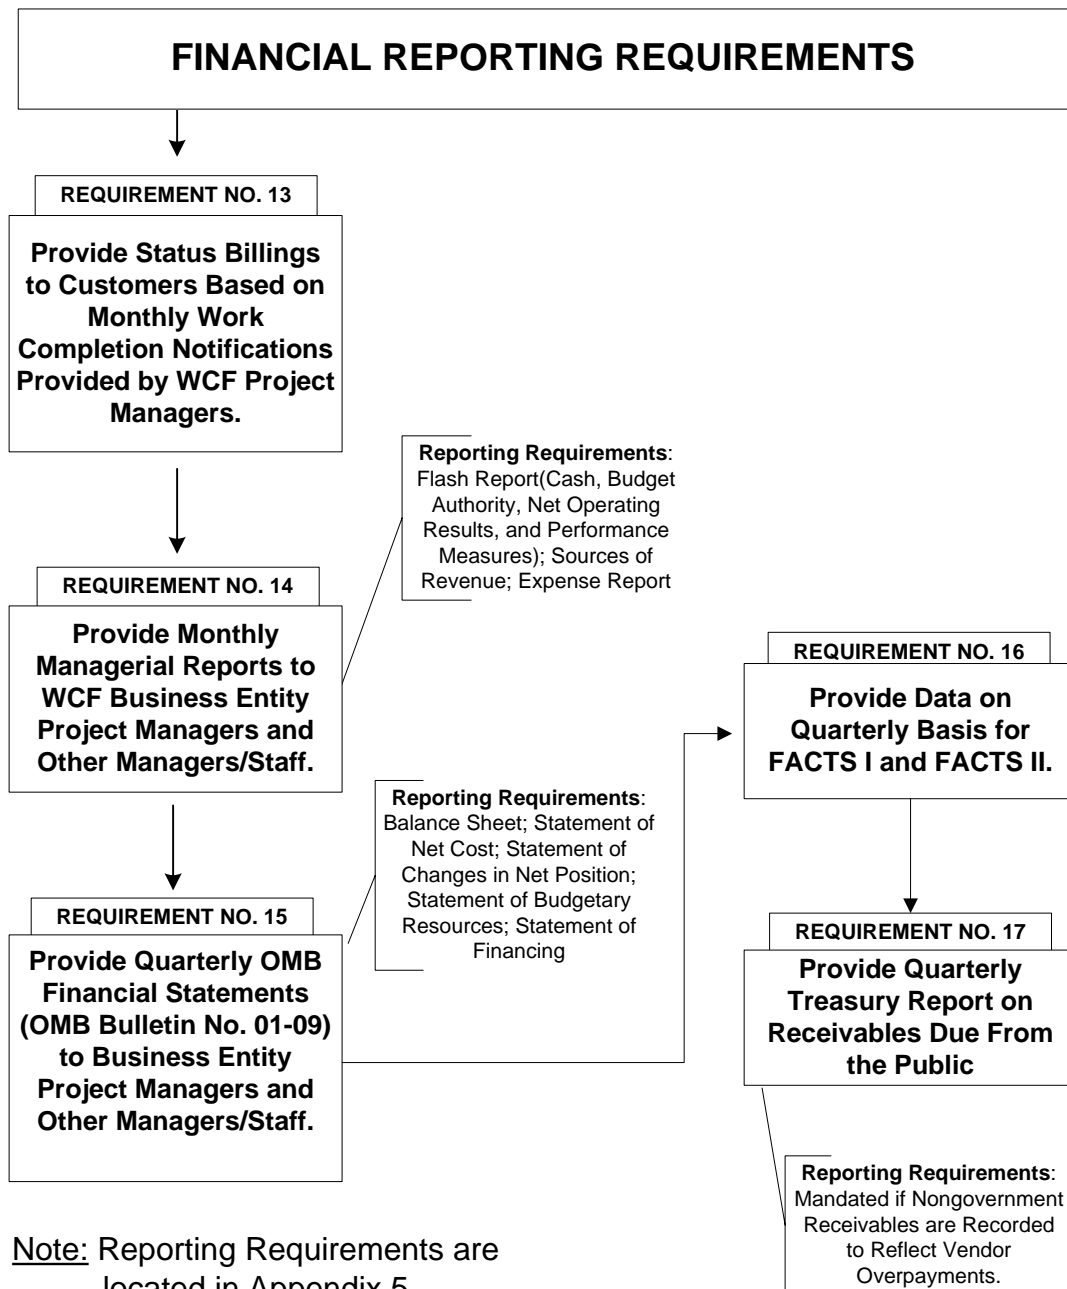 FINANCIAL REPORTING REQUIREMENTS
REQUIREMENT NO. 13
Provide Status Billings
to Customers Based on
Monthly Work
Completion Notifications
Provided by WCF Project
Managers.
Reporting Requirements:
Flash Report(Cash, Budget
Authority, Net Operating
Results, and Performance
Measures); Sources of
Revenue; Expense Report
REQUIREMENT NO. 14
Provide Monthly
Managerial Reports to
WCF Business Entity
Project Managers and
Other Managers/Staff.
Reporting Requirements:
Balance Sheet; Statement of
Net Cost; Statement of
Changes in Net Position;
Statement of Budgetary
Resources; Statement of
Financing
REQUIREMENT NO. 15
Provide Quarterly OMB
Financial Statements
(OMB Bulletin No. 01-09)
to Business Entity
Project Managers and
Other Managers/Staff.
REQUIREMENT NO. 16
Provide Data on
Quarterly Basis for
FACTS I and FACTS II.
REQUIREMENT NO. 17
Provide Quarterly
Treasury Report on
Receivables Due From
the Public
Reporting Requirements:
Mandated if Nongovernment
Receivables are Recorded
to Reflect Vendor
Overpayments.
Note: Reporting Requirements are
located in Appendix 5